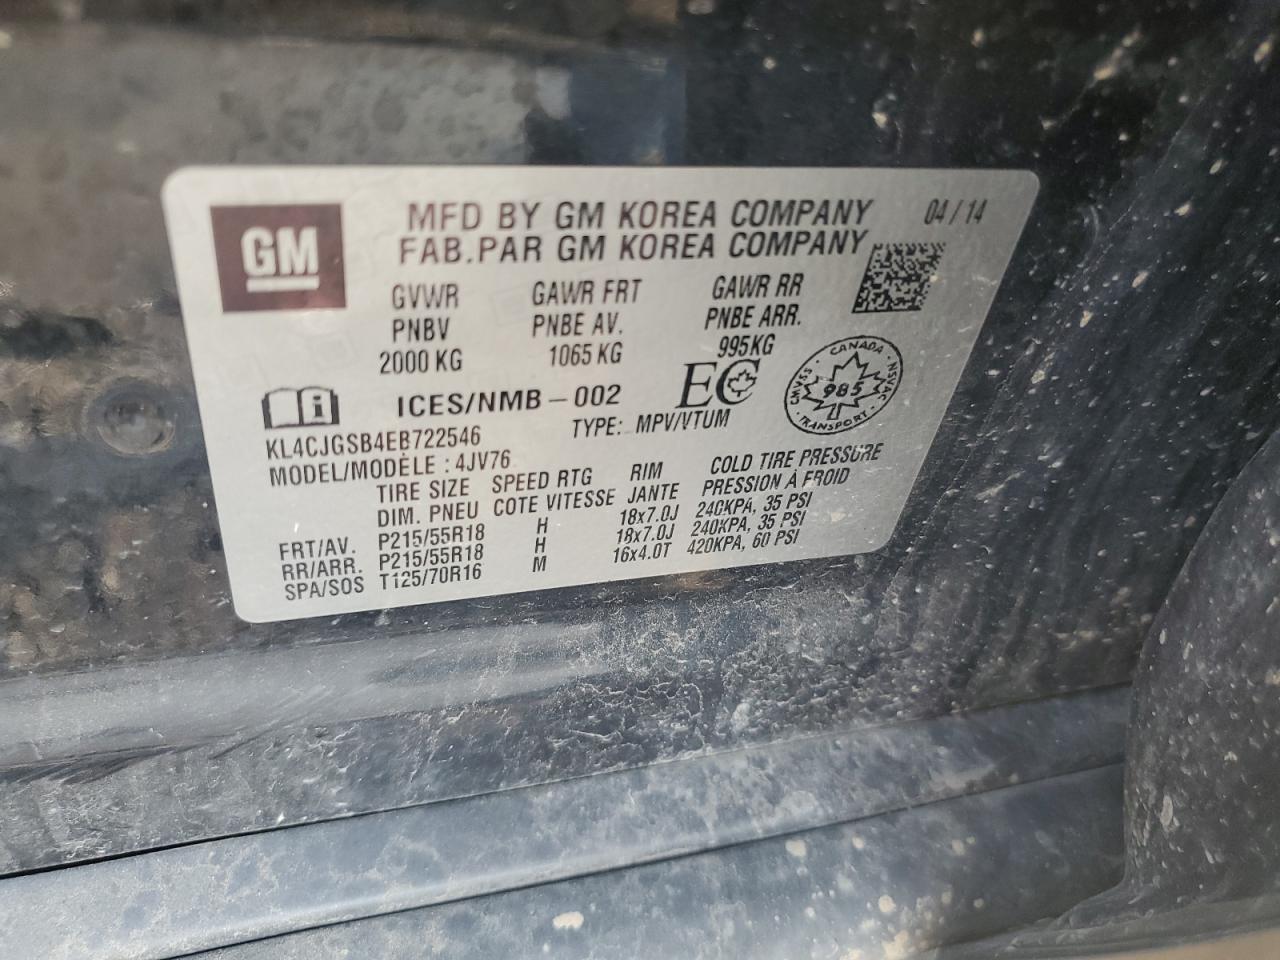 GM
MFD BY GM KOREA COMPANY 04/14
FAB.PAR GM KOREA COMPANY
GVWR GAWR FRT GAWR RR
PNBV PNBE AV. PNBE ARR.
2000 KG 1065 KG 995KG
ICES/NMB-002 EC
KL4CJGSB4EB722546 TYPE: MPV/VTUM
CANADA
CMVSS 985 NSVAC
TRANSPORT
MODEL/MODÈLE : 4JV76
TIRE SIZE SPEED RTG RIM COLD TIRE PRESSURE
DIM. PNEU COTE VITESSE JANTE PRESSION À FROID
FRT/AV. P215/55R18 H 18x7.0J 240KPA, 35 PSI
RR/ARR. P215/55R18 H 18x7.0J 240KPA, 35 PSI
SPA/SOS T125/70R16 M 16x4.0T 420KPA, 60 PSI